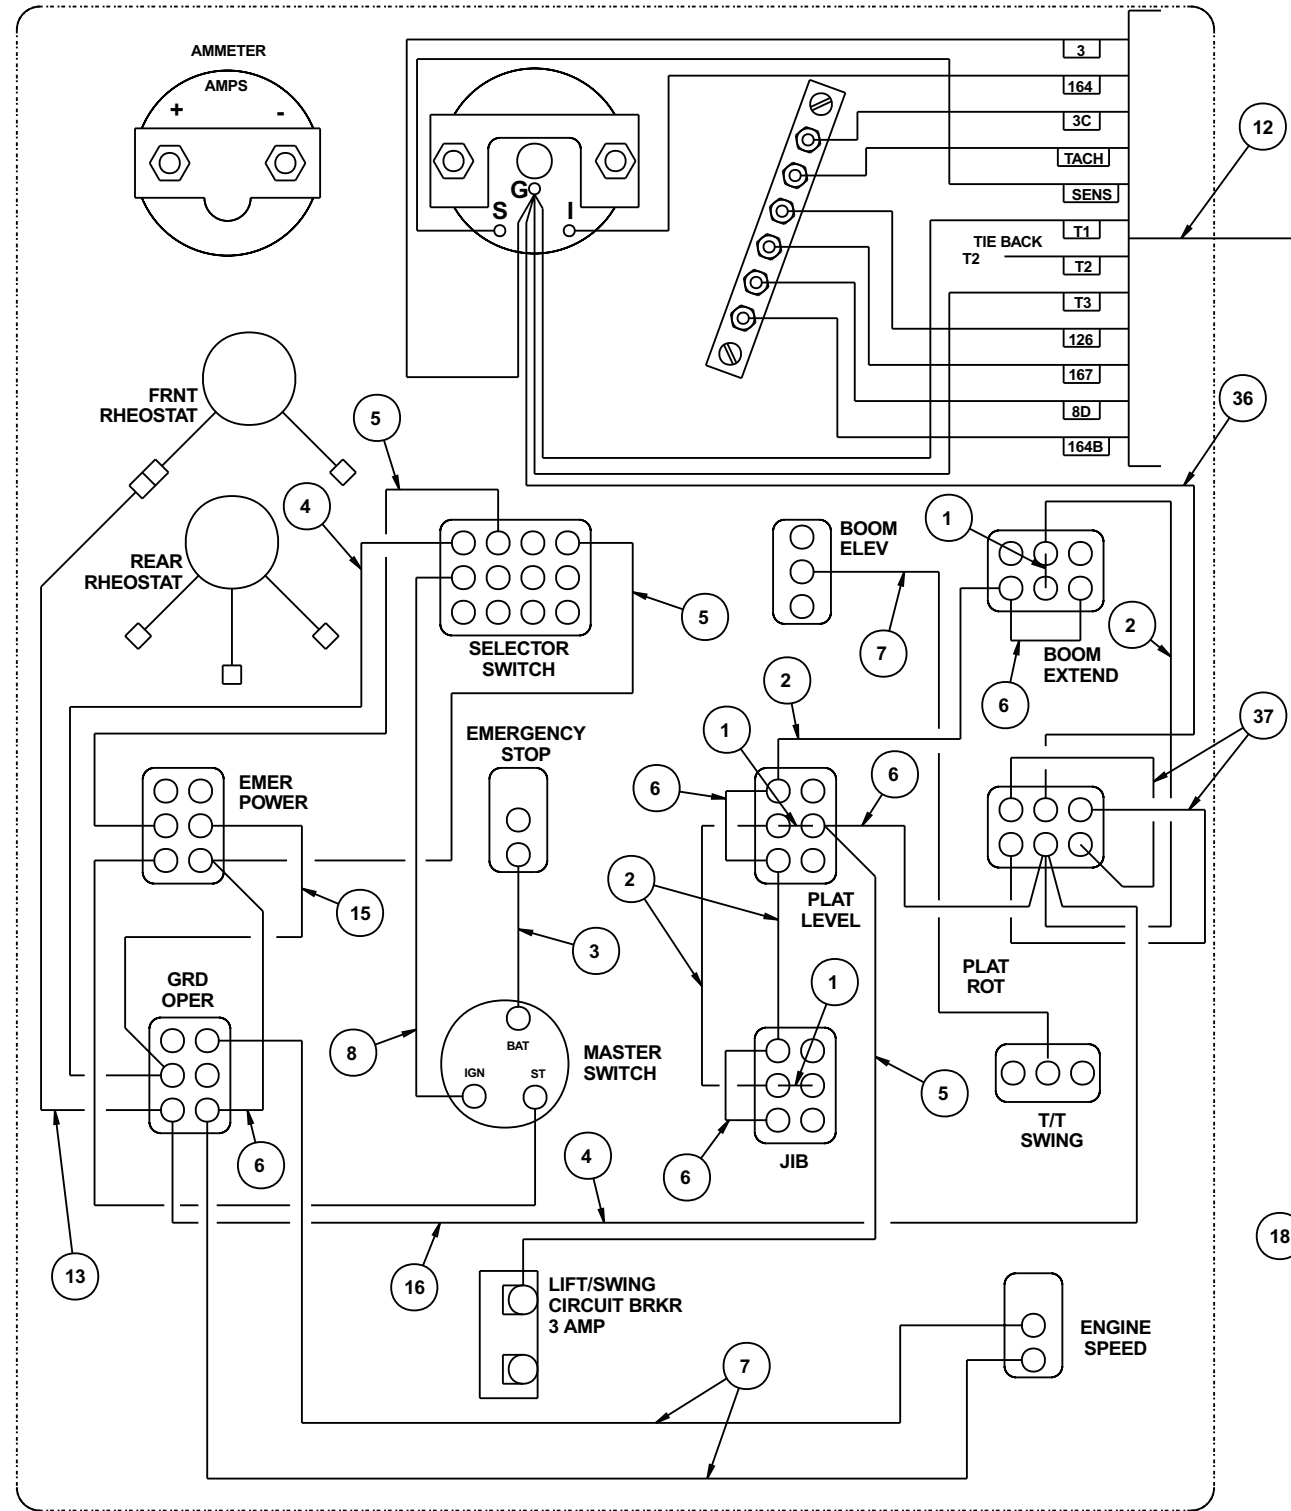 AMMETER
AMPS
+ -
G
S I
3
164
3C
TACH
SENS
T1
TIE BACK
T2
T2
T3
126
167
8D
164B
12
36
FRNT
RHEOSTAT
5
4
REAR
RHEOSTAT
SELECTOR
SWITCH
5
BOOM
ELEV
7
1
2
BOOM
EXTEND
6
37
EMERGENCY
STOP
2
1
6
6
EMER
POWER
15
2
PLAT
LEVEL
3
PLAT
ROT
GRD
OPER
8
BAT
IGN
ST
MASTER
SWITCH
1
5
T/T
SWING
6
6
JIB
4
13
16
18
LIFT/SWING
CIRCUIT BRKR
3 AMP
ENGINE
SPEED
7